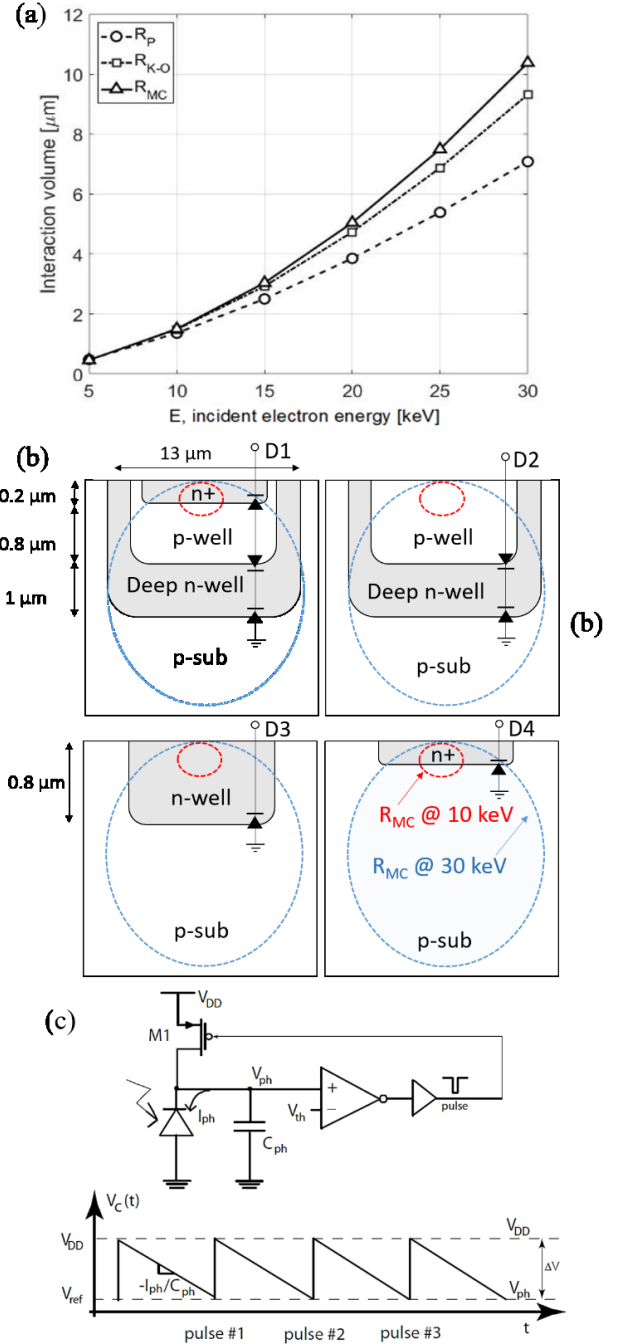 (a)
R_P
R_K-O
R_MC
Interaction volume [μm]
12
10
8
6
4
2
0
5 10 15 20 25 30
E, incident electron energy [keV]
(b)
13 μm
D1
D2
0.2 μm
n+
0.8 μm
p-well
p-well
Deep n-well
Deep n-well
1 μm
(b)
p-sub
p-sub
D3
D4
n+
0.8 μm
n-well
R_MC @ 10 keV
R_MC @ 30 keV
p-sub
p-sub
(c)
V_DD
M1
V_ph
+
I_ph
V_th
−
pulse
C_ph
V_C(t)
V_DD
V_DD
-I_ph/C_ph
ΔV
V_ref
V_ph
t
pulse #1 pulse #2 pulse #3